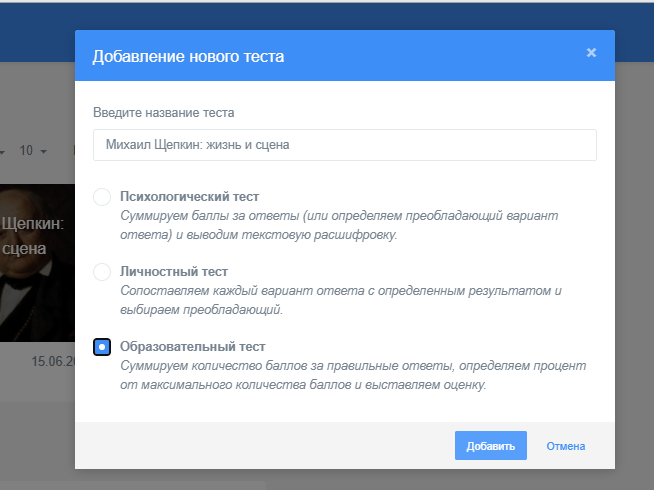 Добавление нового теста
×
Введите название теста
Михаил Щепкин: жизнь и сцена
10
Щепкин:
сцена
Психологический тест
Суммируем баллы за ответы (или определяем преобладающий вариант
ответа) и выводим текстовую расшифровку.
Личностный тест
Сопоставляем каждый вариант ответа с определенным результатом и
выбираем преобладающий.
Образовательный тест
15.06.20
Суммируем количество баллов за правильные ответы, определяем процент
от максимального количества баллов и выставляем оценку.
Добавить
Отмена